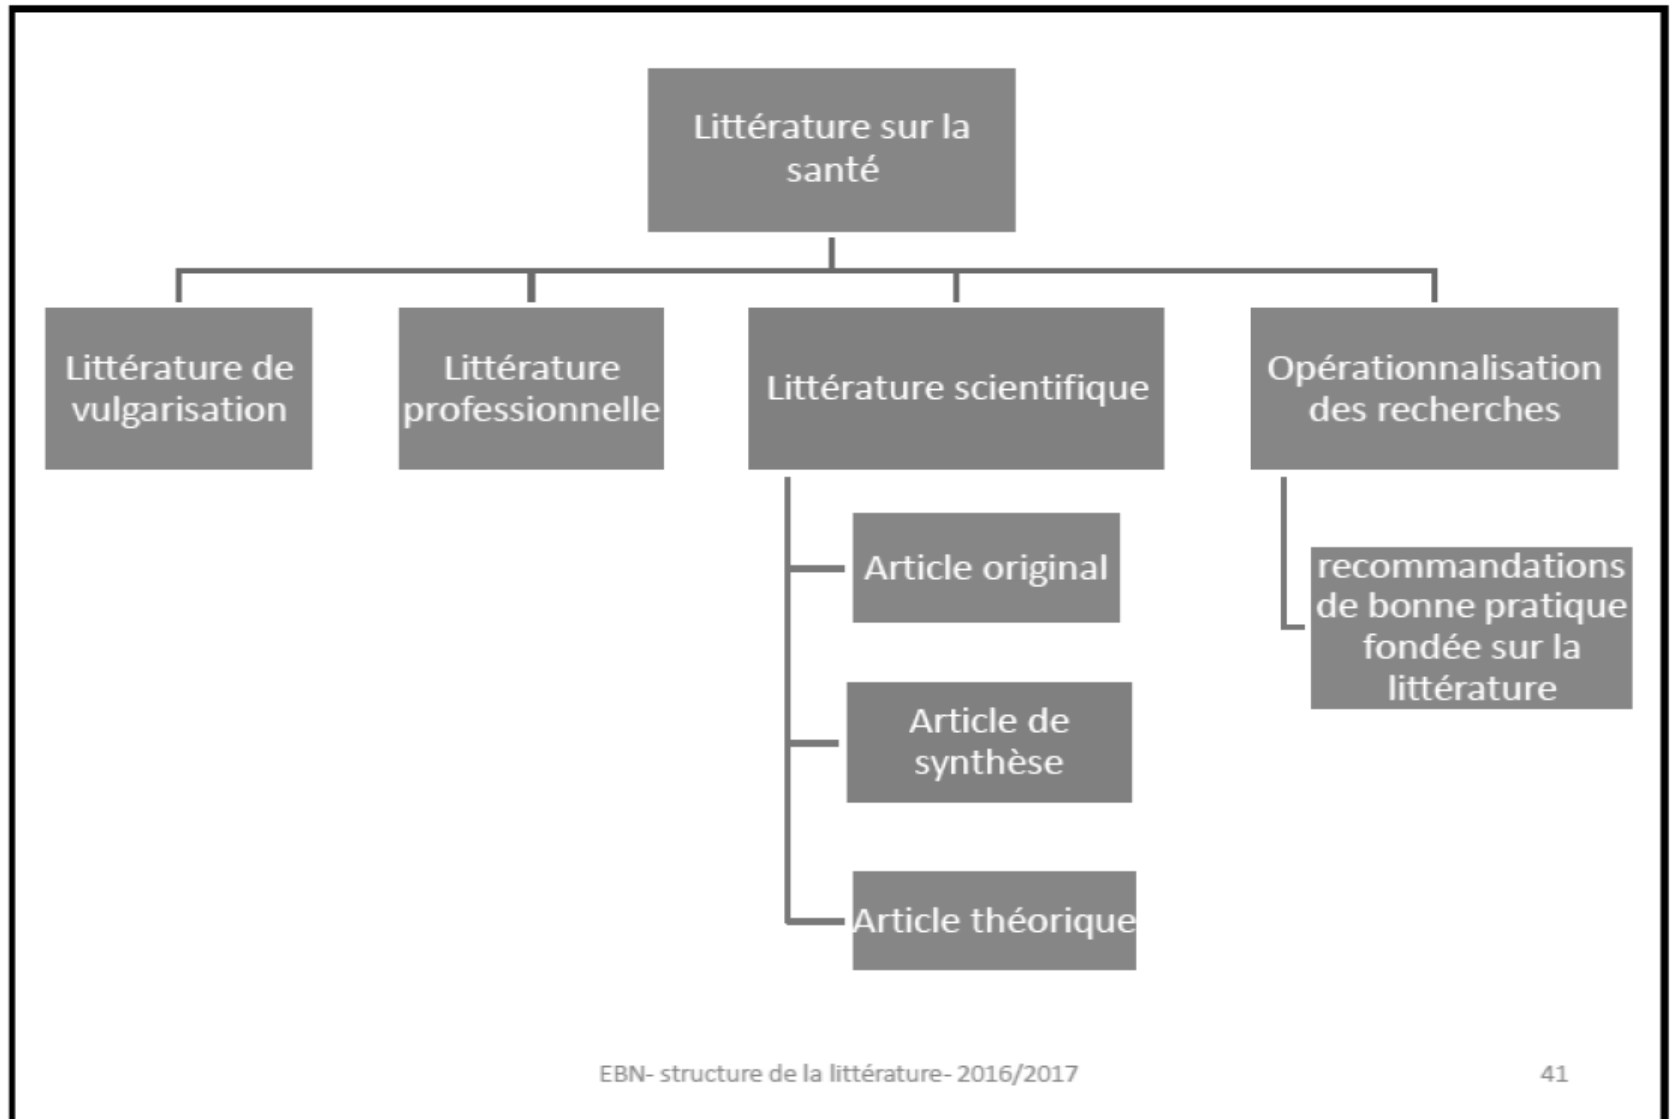 Littérature sur la
santé
Littérature de
vulgarisation
Littérature
professionnelle
Littérature scientifique
Opérationnalisation
des recherches
Article original
Article de
synthèse
Article théorique
recommandations
de bonne pratique
fondée sur la
littérature
EBN- structure de la littérature- 2016/2017
41